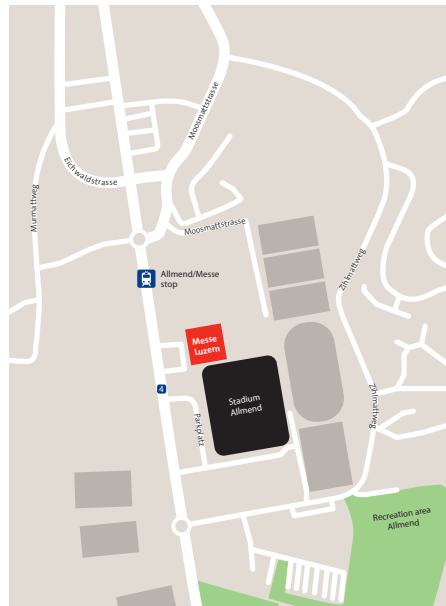 Moosmattstrasse
Eichwaldstrasse
Murmattweg
Moosmattstrasse
Zihlmattweg
Allmend/Messe
stop
Messe
Luzern
4
Stadium
Allmend
Parkplatz
Zihlmattweg
Recreation area
Allmend